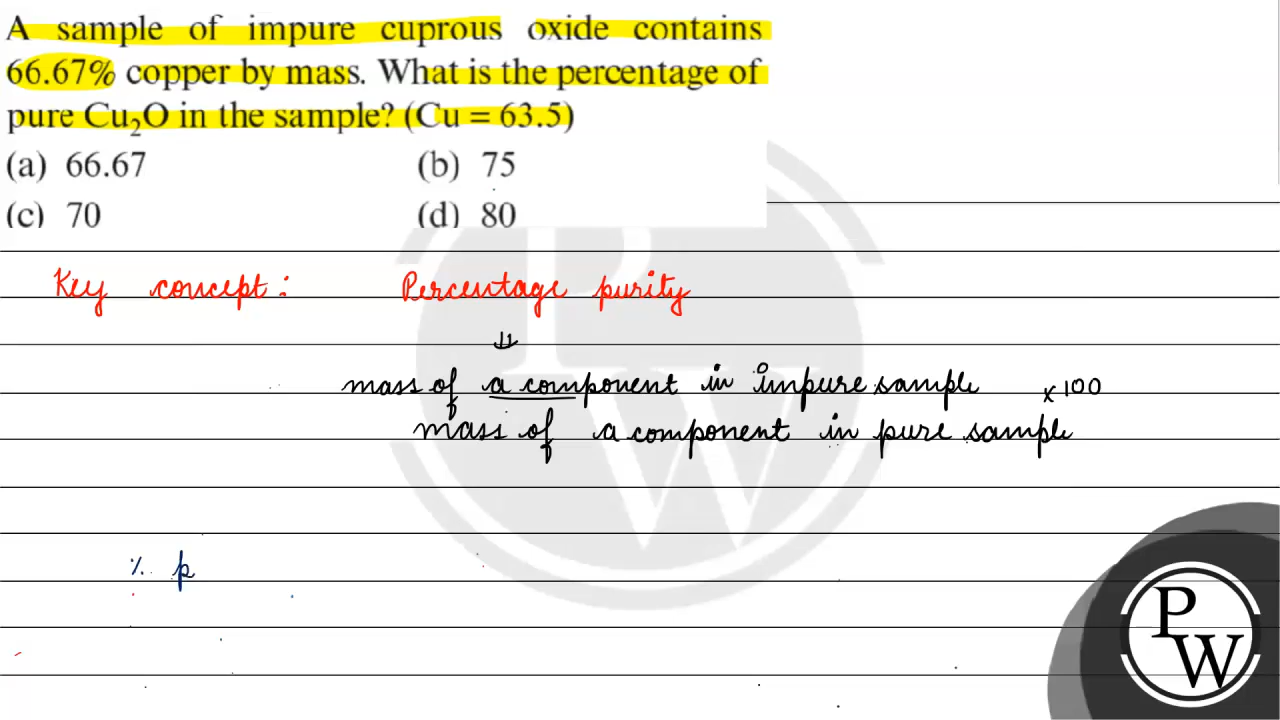 A sample of impure cuprous oxide contains
66.67% copper by mass. What is the percentage of
pure Cu₂O in the sample? (Cu = 63.5)
(a) 66.67 (b) 75
(c) 70 (d) 80
Key concept: Percentage purity
⇓
mass of a component in impure sample × 100
mass of a component in pure sample
% p
P
W
PW